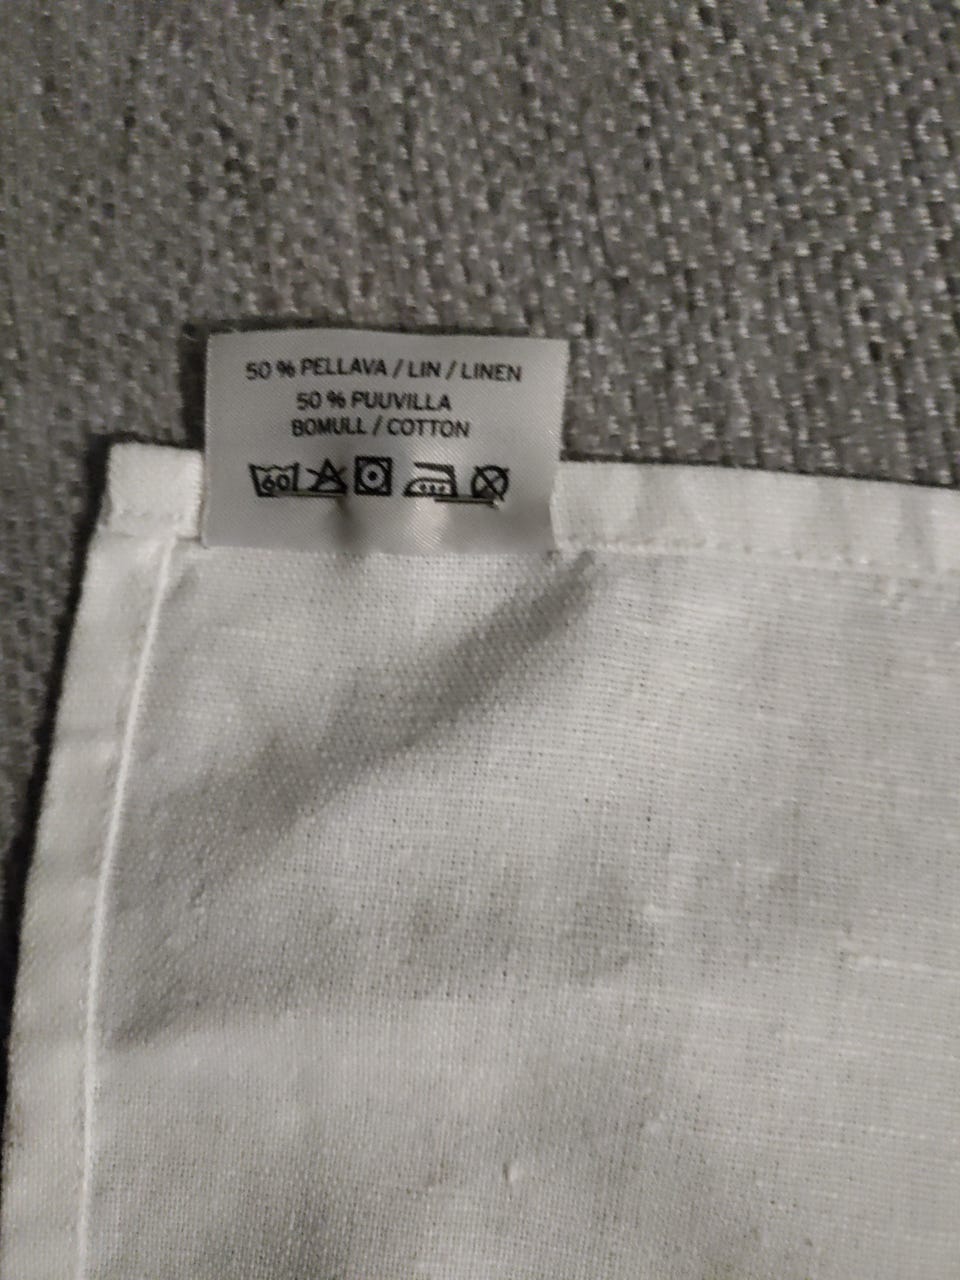 50 % PELLAVA / LIN / LINEN
50 % PUUVILLA
BOMULL / COTTON
60